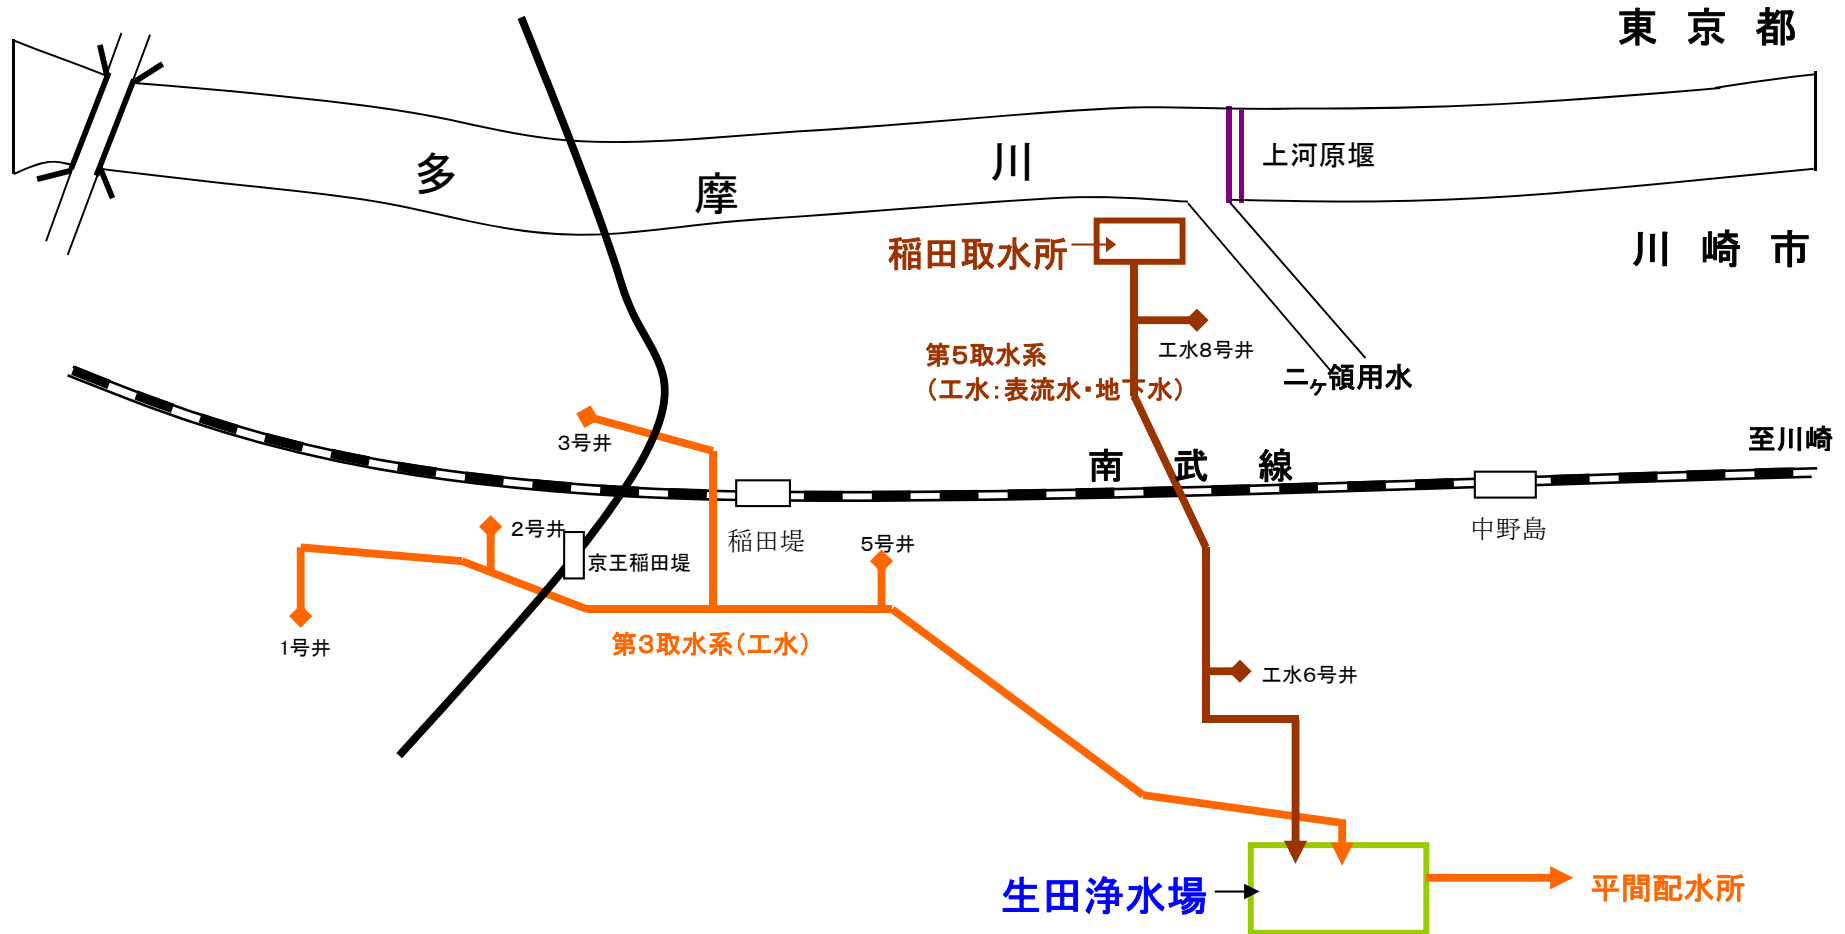 東京都
多摩川
上河原堰
川崎市
稲田取水所
第5取水系
（工水：表流水・地下水）
工水8号井
二ヶ領用水
至川崎
3号井
南武線
2号井
稲田堤
5号井
中野島
京王稲田堤
1号井
第3取水系（工水）
工水6号井
生田浄水場
平間配水所